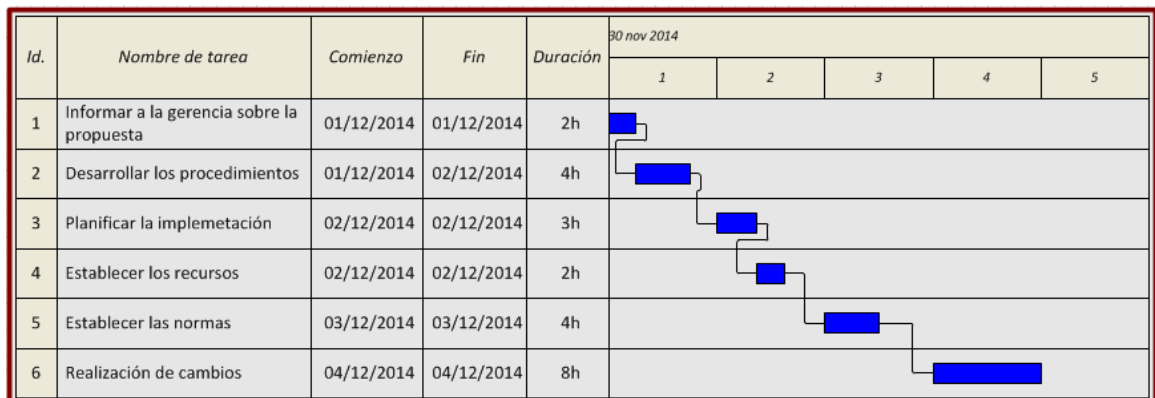 30 nov 2014
Id. Nombre de tarea Comienzo Fin Duración
1 2 3 4 5
1 Informar a la gerencia sobre la propuesta 01/12/2014 01/12/2014 2h
2 Desarrollar los procedimientos 01/12/2014 02/12/2014 4h
3 Planificar la implemetación 02/12/2014 02/12/2014 3h
4 Establecer los recursos 02/12/2014 02/12/2014 2h
5 Establecer las normas 03/12/2014 03/12/2014 4h
6 Realización de cambios 04/12/2014 04/12/2014 8h